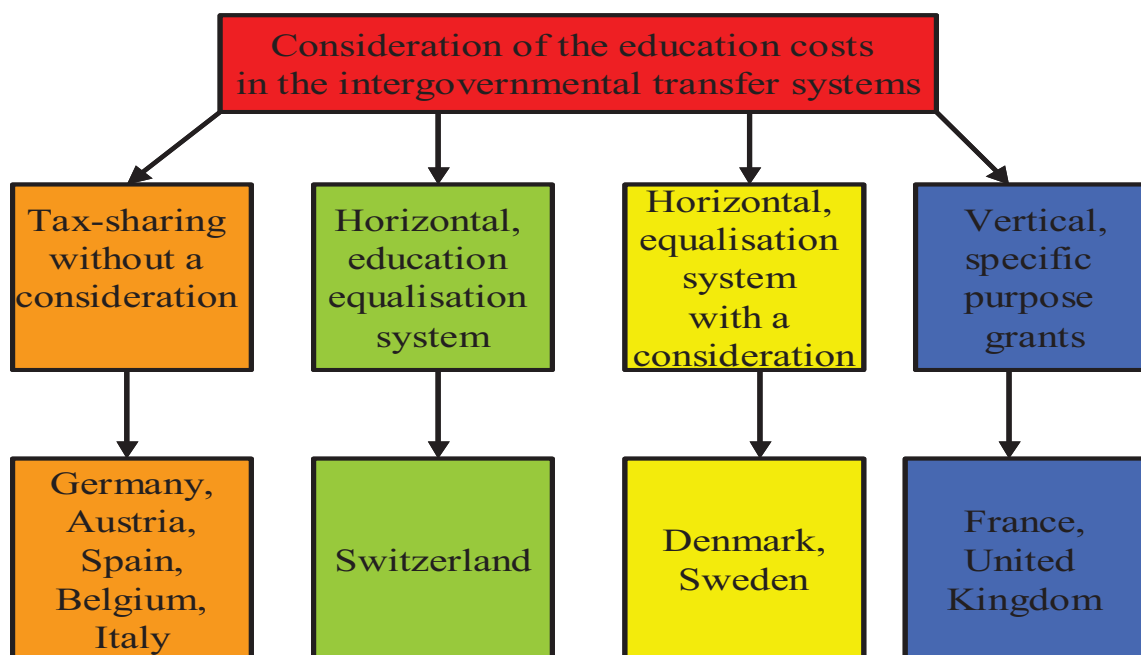 Consideration of the education costs
in the intergovernmental transfer systems
Tax-sharing
without a
consideration
Horizontal,
education
equalisation
system
Horizontal,
equalisation
system
with a
consideration
Vertical,
specific
purpose
grants
Germany,
Austria,
Spain,
Belgium,
Italy
Switzerland
Denmark,
Sweden
France,
United
Kingdom